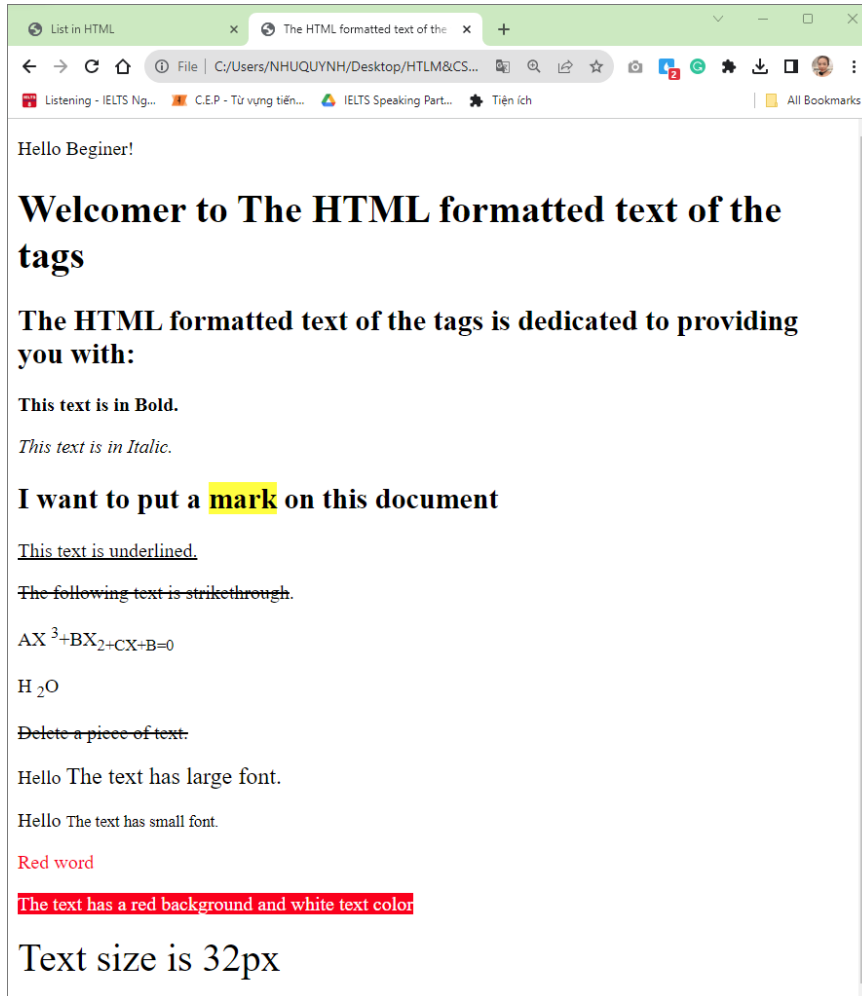 List in HTML
The HTML formatted text of the
File
C:/Users/NHUQUYNH/Desktop/HTLM&CS...
2
Listening - IELTS Ng...
C.E.P - Từ vựng tiến...
IELTS Speaking Part...
Tiện ích
All Bookmarks
Hello Beginer!
Welcomer to The HTML formatted text of the
tags
The HTML formatted text of the tags is dedicated to providing
you with:
This text is in Bold.
This text is in Italic.
I want to put a mark on this document
This text is underlined.
The following text is strikethrough.
AX ³+BX₂₊CX+B=0
H ₂O
Delete a piece of text.
Hello The text has large font.
Hello The text has small font.
Red word
The text has a red background and white text color
Text size is 32px